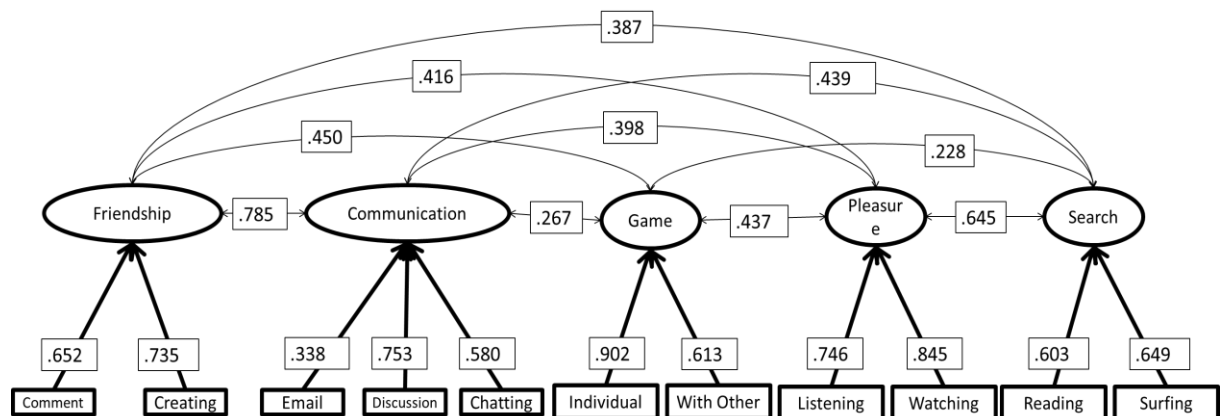 .387
.416
.439
.450
.398
.228
Friendship
.785
Communication
.267
Game
.437
Pleasur
e
.645
Search
.652
.735
.338
.753
.580
.902
.613
.746
.845
.603
.649
Comment
Creating
Email
Discussion
Chatting
Individual
With Other
Listening
Watching
Reading
Surfing